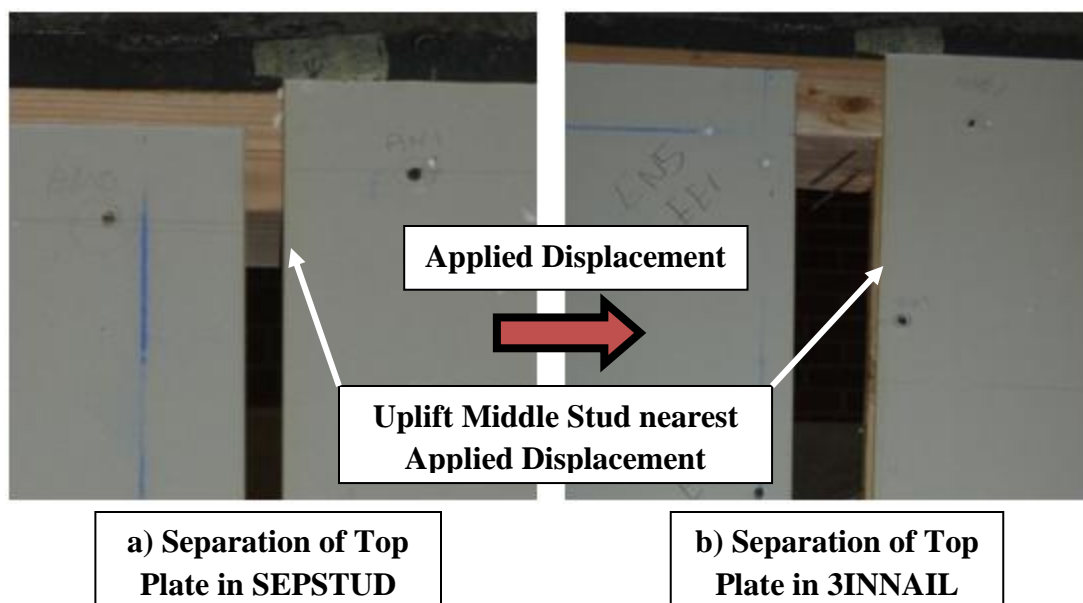 Applied Displacement
Uplift Middle Stud nearest
Applied Displacement
a) Separation of Top
Plate in SEPSTUD
b) Separation of Top
Plate in 3INNAIL